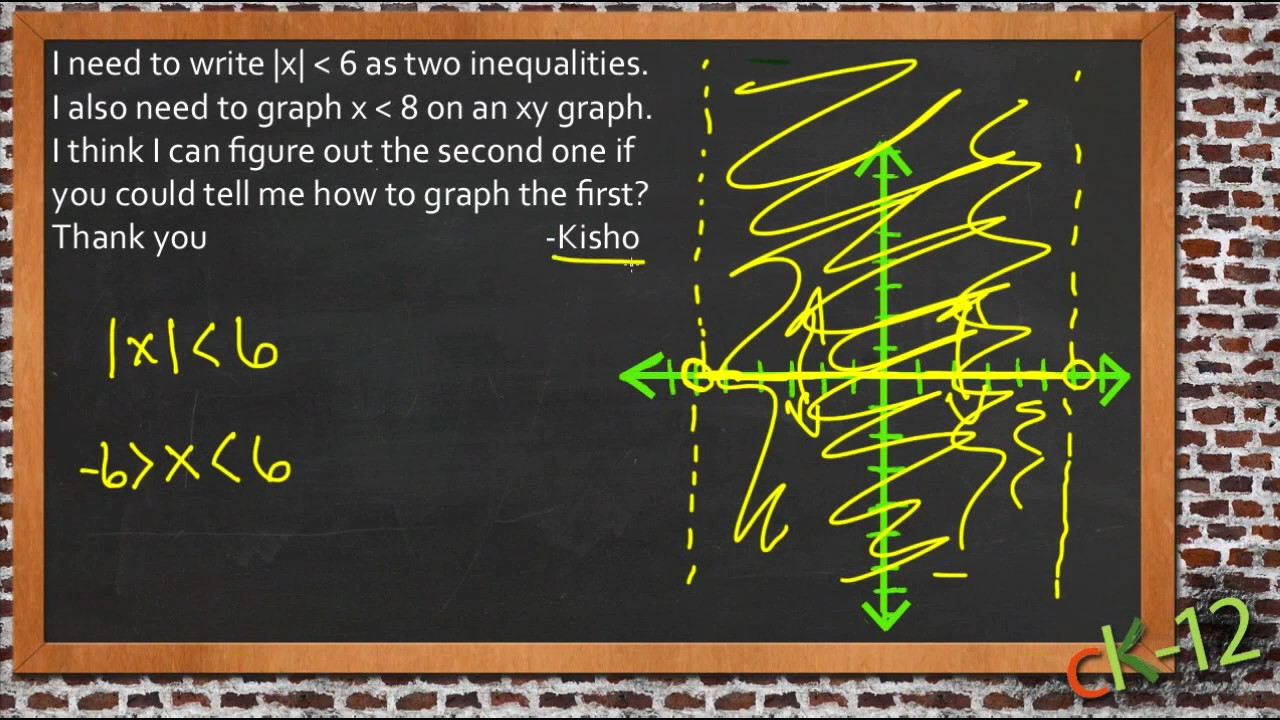 I need to write |x| < 6 as two inequalities.
I also need to graph x < 8 on an xy graph.
I think I can figure out the second one if
you could tell me how to graph the first?
Thank you -Kisho
|x| < 6
-6 > x < 6
cK-12